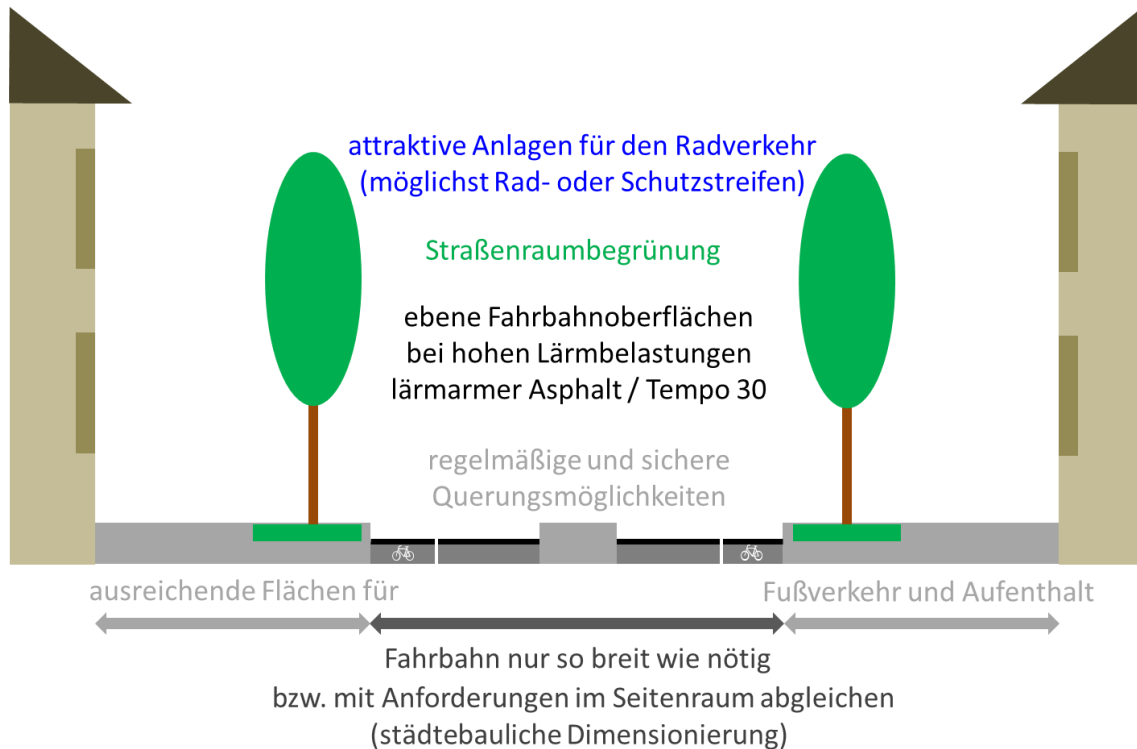 attraktive Anlagen für den Radverkehr
(möglichst Rad- oder Schutzstreifen)
Straßenraumbegrünung
ebene Fahrbahnoberflächen
bei hohen Lärmbelastungen
lärmarmer Asphalt / Tempo 30
regelmäßige und sichere
Querungsmöglichkeiten
ausreichende Flächen für
Fußverkehr und Aufenthalt
Fahrbahn nur so breit wie nötig
bzw. mit Anforderungen im Seitenraum abgleichen
(städtebauliche Dimensionierung)